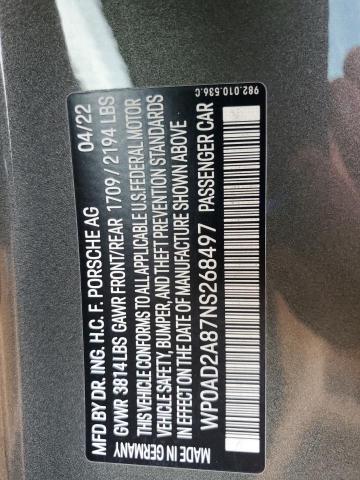 982.010.536.C
MFD BY DR. ING. H.C. F. PORSCHE AG 04/22
GVWR 3814 LBS GAWR FRONT/REAR 1709/2194 LBS
THIS VEHICLE CONFORMS TO ALL APPLICABLE U.S. FEDERAL MOTOR
VEHICLE SAFETY, BUMPER, AND THEFT PREVENTION STANDARDS
IN EFFECT ON THE DATE OF MANUFACTURE SHOWN ABOVE
WP0AD2A87NS268497 PASSENGER CAR
MADE IN GERMANY